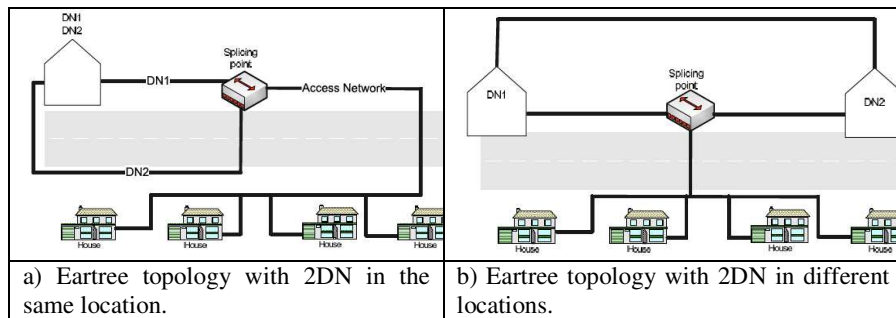 DN1
DN2
Splicing
point
DN1
Access Network
DN2
House
House
House
House
a) Eartree topology with 2DN in the
same location.
Splicing
point
DN1
DN2
House
House
House
House
b) Eartree topology with 2DN in different
locations.